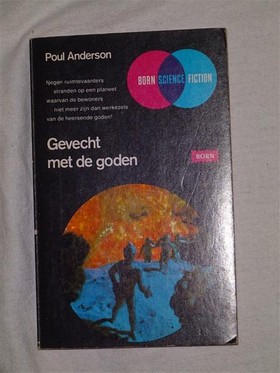 Poul Anderson
BORN SCIENCE FICTION
Negen ruimtevaarders
stranden op een planeet
waarvan de bewoners
niet meer zijn dan werkezels
van de heersende goden!
Gevecht
met de goden
BORN